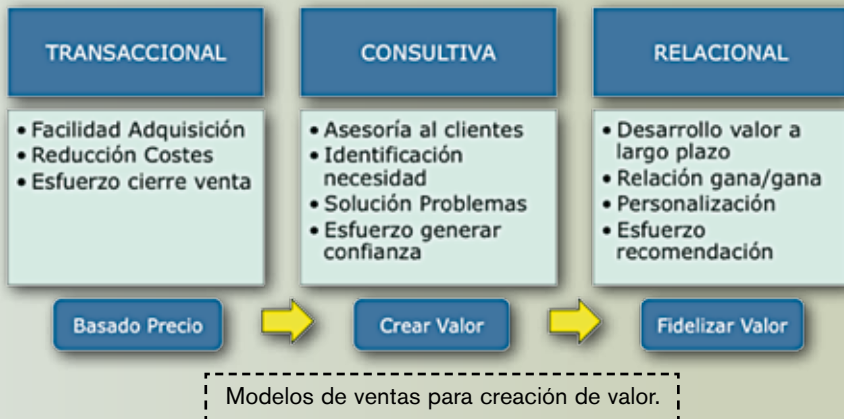 TRANSACCIONAL
• Facilidad Adquisición
• Reducción Costes
• Esfuerzo cierre venta
Basado Precio
CONSULTIVA
• Asesoría al clientes
• Identificación
necesidad
• Solución Problemas
• Esfuerzo generar
confianza
Crear Valor
RELACIONAL
• Desarrollo valor a
largo plazo
• Relación gana/gana
• Personalización
• Esfuerzo
recomendación
Fidelizar Valor
Modelos de ventas para creación de valor.